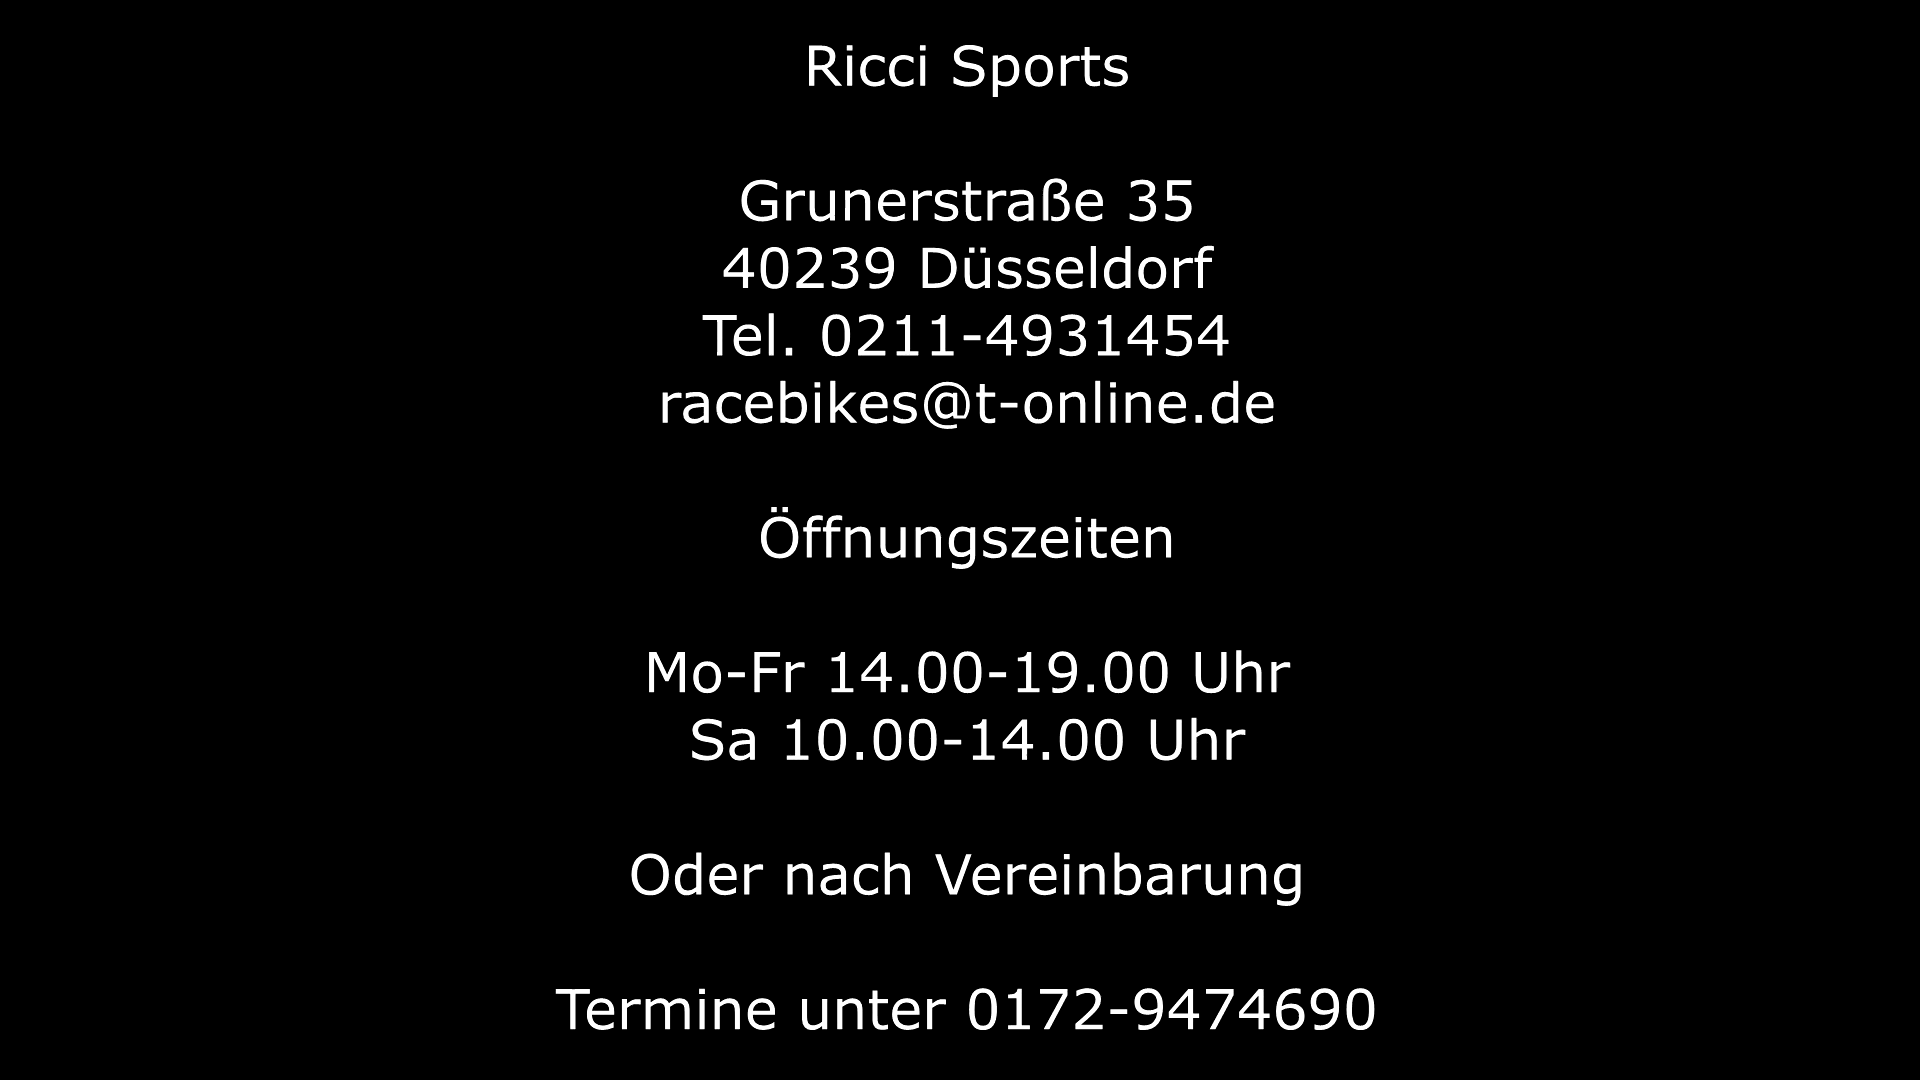 Ricci Sports
Grunerstraße 35
40239 Düsseldorf
Tel. 0211-4931454
racebikes@t-online.de
Öffnungszeiten
Mo-Fr 14.00-19.00 Uhr
Sa 10.00-14.00 Uhr
Oder nach Vereinbarung
Termine unter 0172-9474690